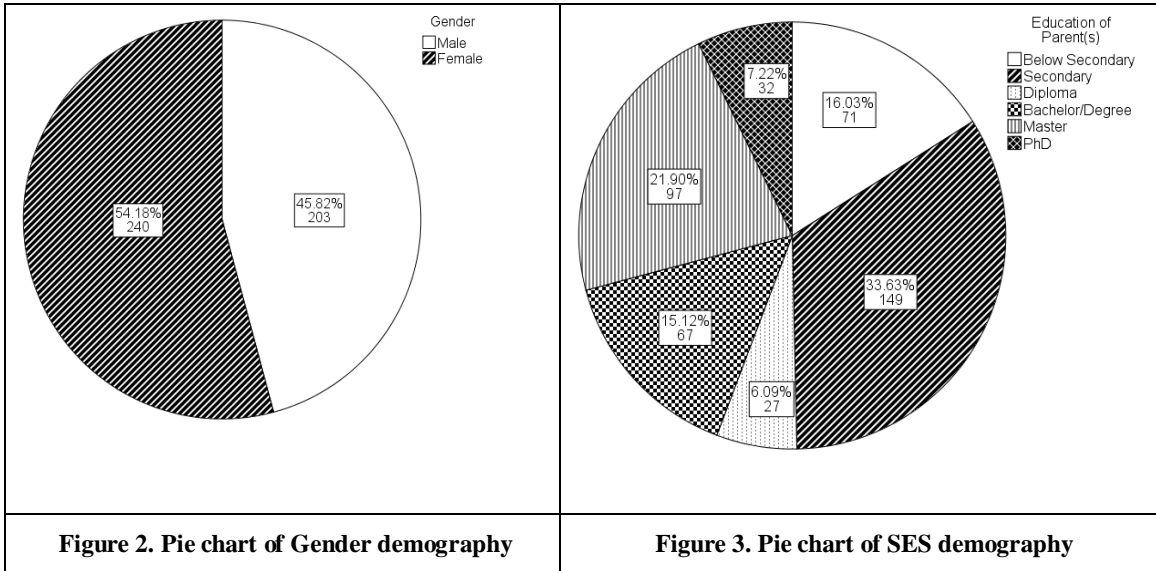 Gender
Male
Female
54.18%
240
45.82%
203
Figure 2. Pie chart of Gender demography
Education of
Parent(s)
Below Secondary
Secondary
Diploma
Bachelor/Degree
Master
PhD
7.22%
32
16.03%
71
21.90%
97
33.63%
149
15.12%
67
6.09%
27
Figure 3. Pie chart of SES demography